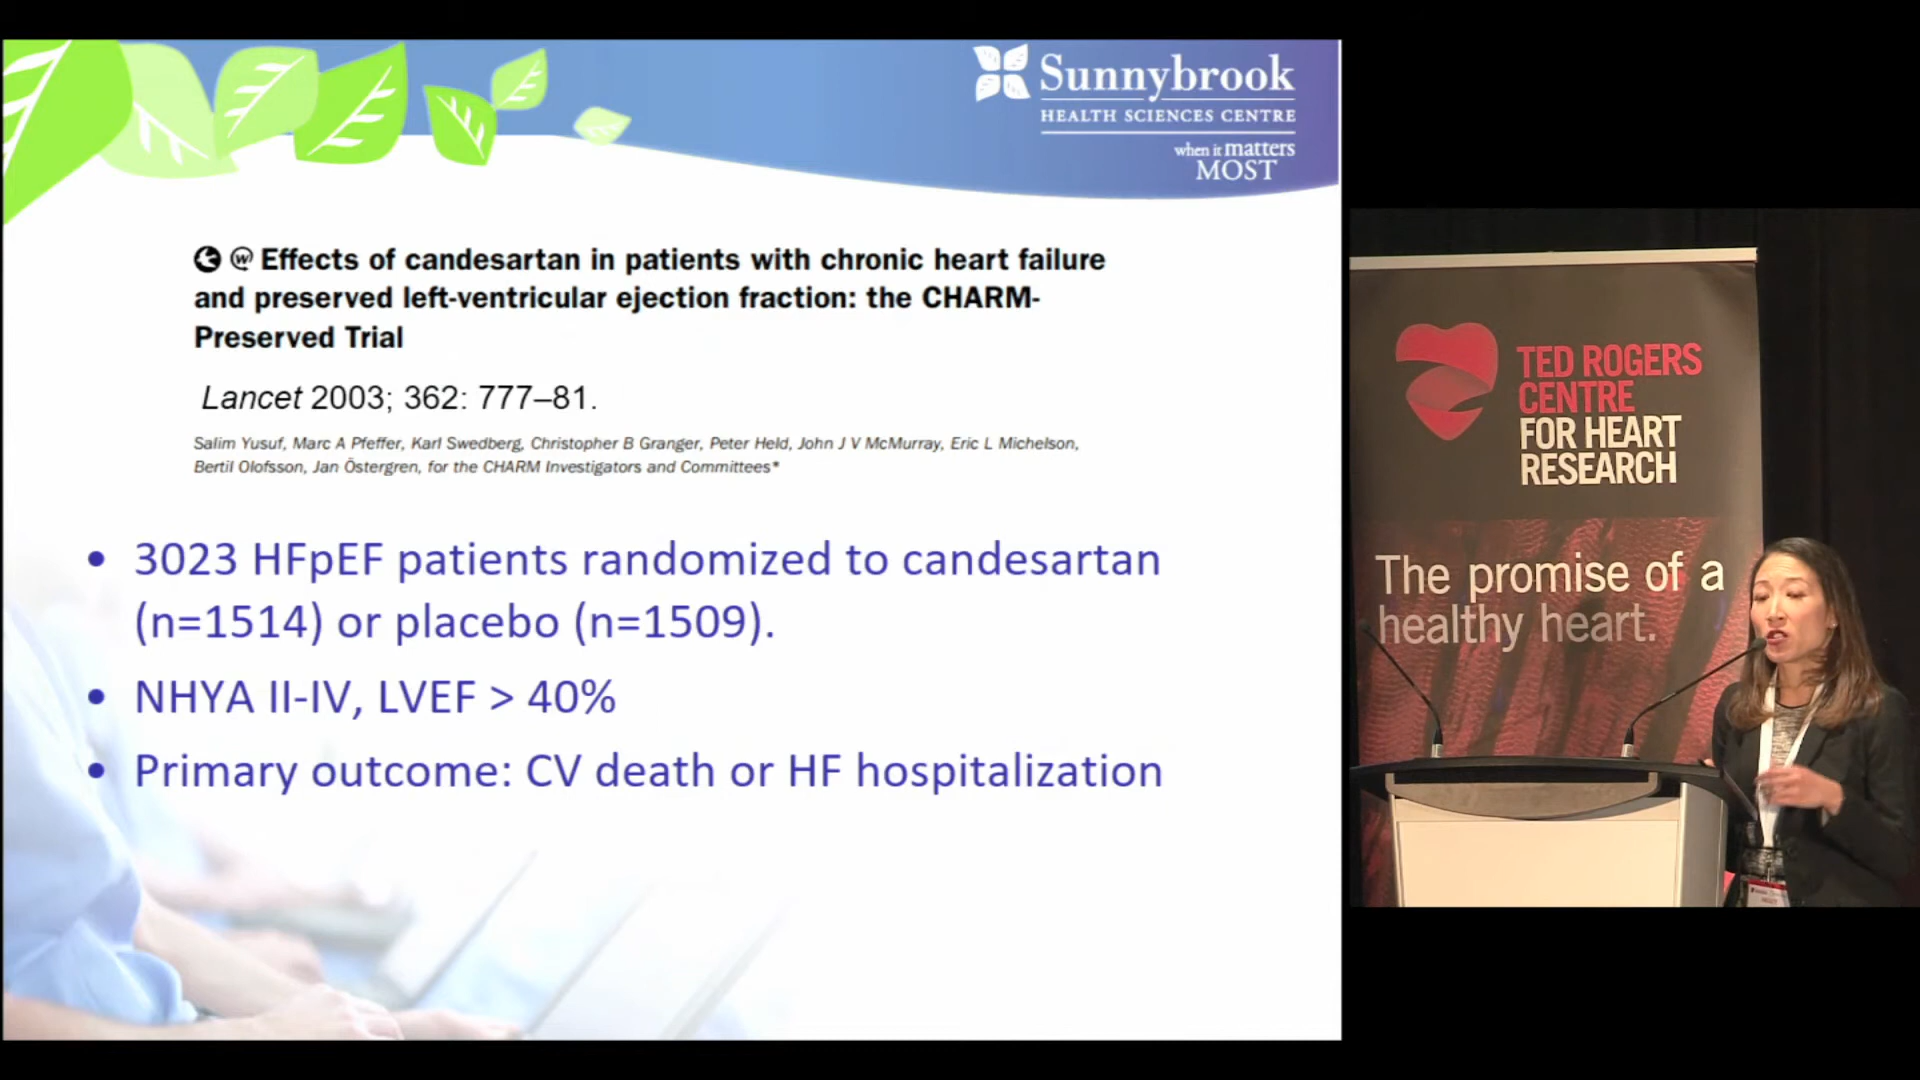 Sunnybrook
HEALTH SCIENCES CENTRE
when it matters
MOST
Effects of candesartan in patients with chronic heart failure
and preserved left-ventricular ejection fraction: the CHARM-
Preserved Trial
Lancet 2003; 362: 777–81.
Salim Yusuf, Marc A Pfeffer, Karl Swedberg, Christopher B Granger, Peter Held, John J V McMurray, Eric L Michelson,
Bertil Olofsson, Jan Östergren, for the CHARM Investigators and Committees*
• 3023 HFpEF patients randomized to candesartan
(n=1514) or placebo (n=1509).
• NHYA II-IV, LVEF > 40%
• Primary outcome: CV death or HF hospitalization
TED ROGERS
CENTRE
FOR HEART
RESEARCH
The promise of a
healthy heart.